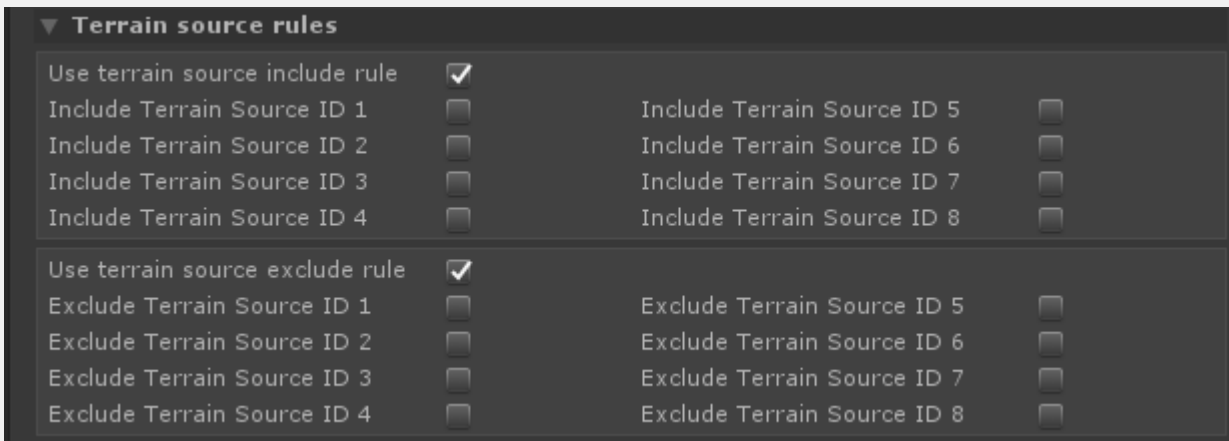 Terrain source rules
Use terrain source include rule
Include Terrain Source ID 1 Include Terrain Source ID 5
Include Terrain Source ID 2 Include Terrain Source ID 6
Include Terrain Source ID 3 Include Terrain Source ID 7
Include Terrain Source ID 4 Include Terrain Source ID 8
Use terrain source exclude rule
Exclude Terrain Source ID 1 Exclude Terrain Source ID 5
Exclude Terrain Source ID 2 Exclude Terrain Source ID 6
Exclude Terrain Source ID 3 Exclude Terrain Source ID 7
Exclude Terrain Source ID 4 Exclude Terrain Source ID 8